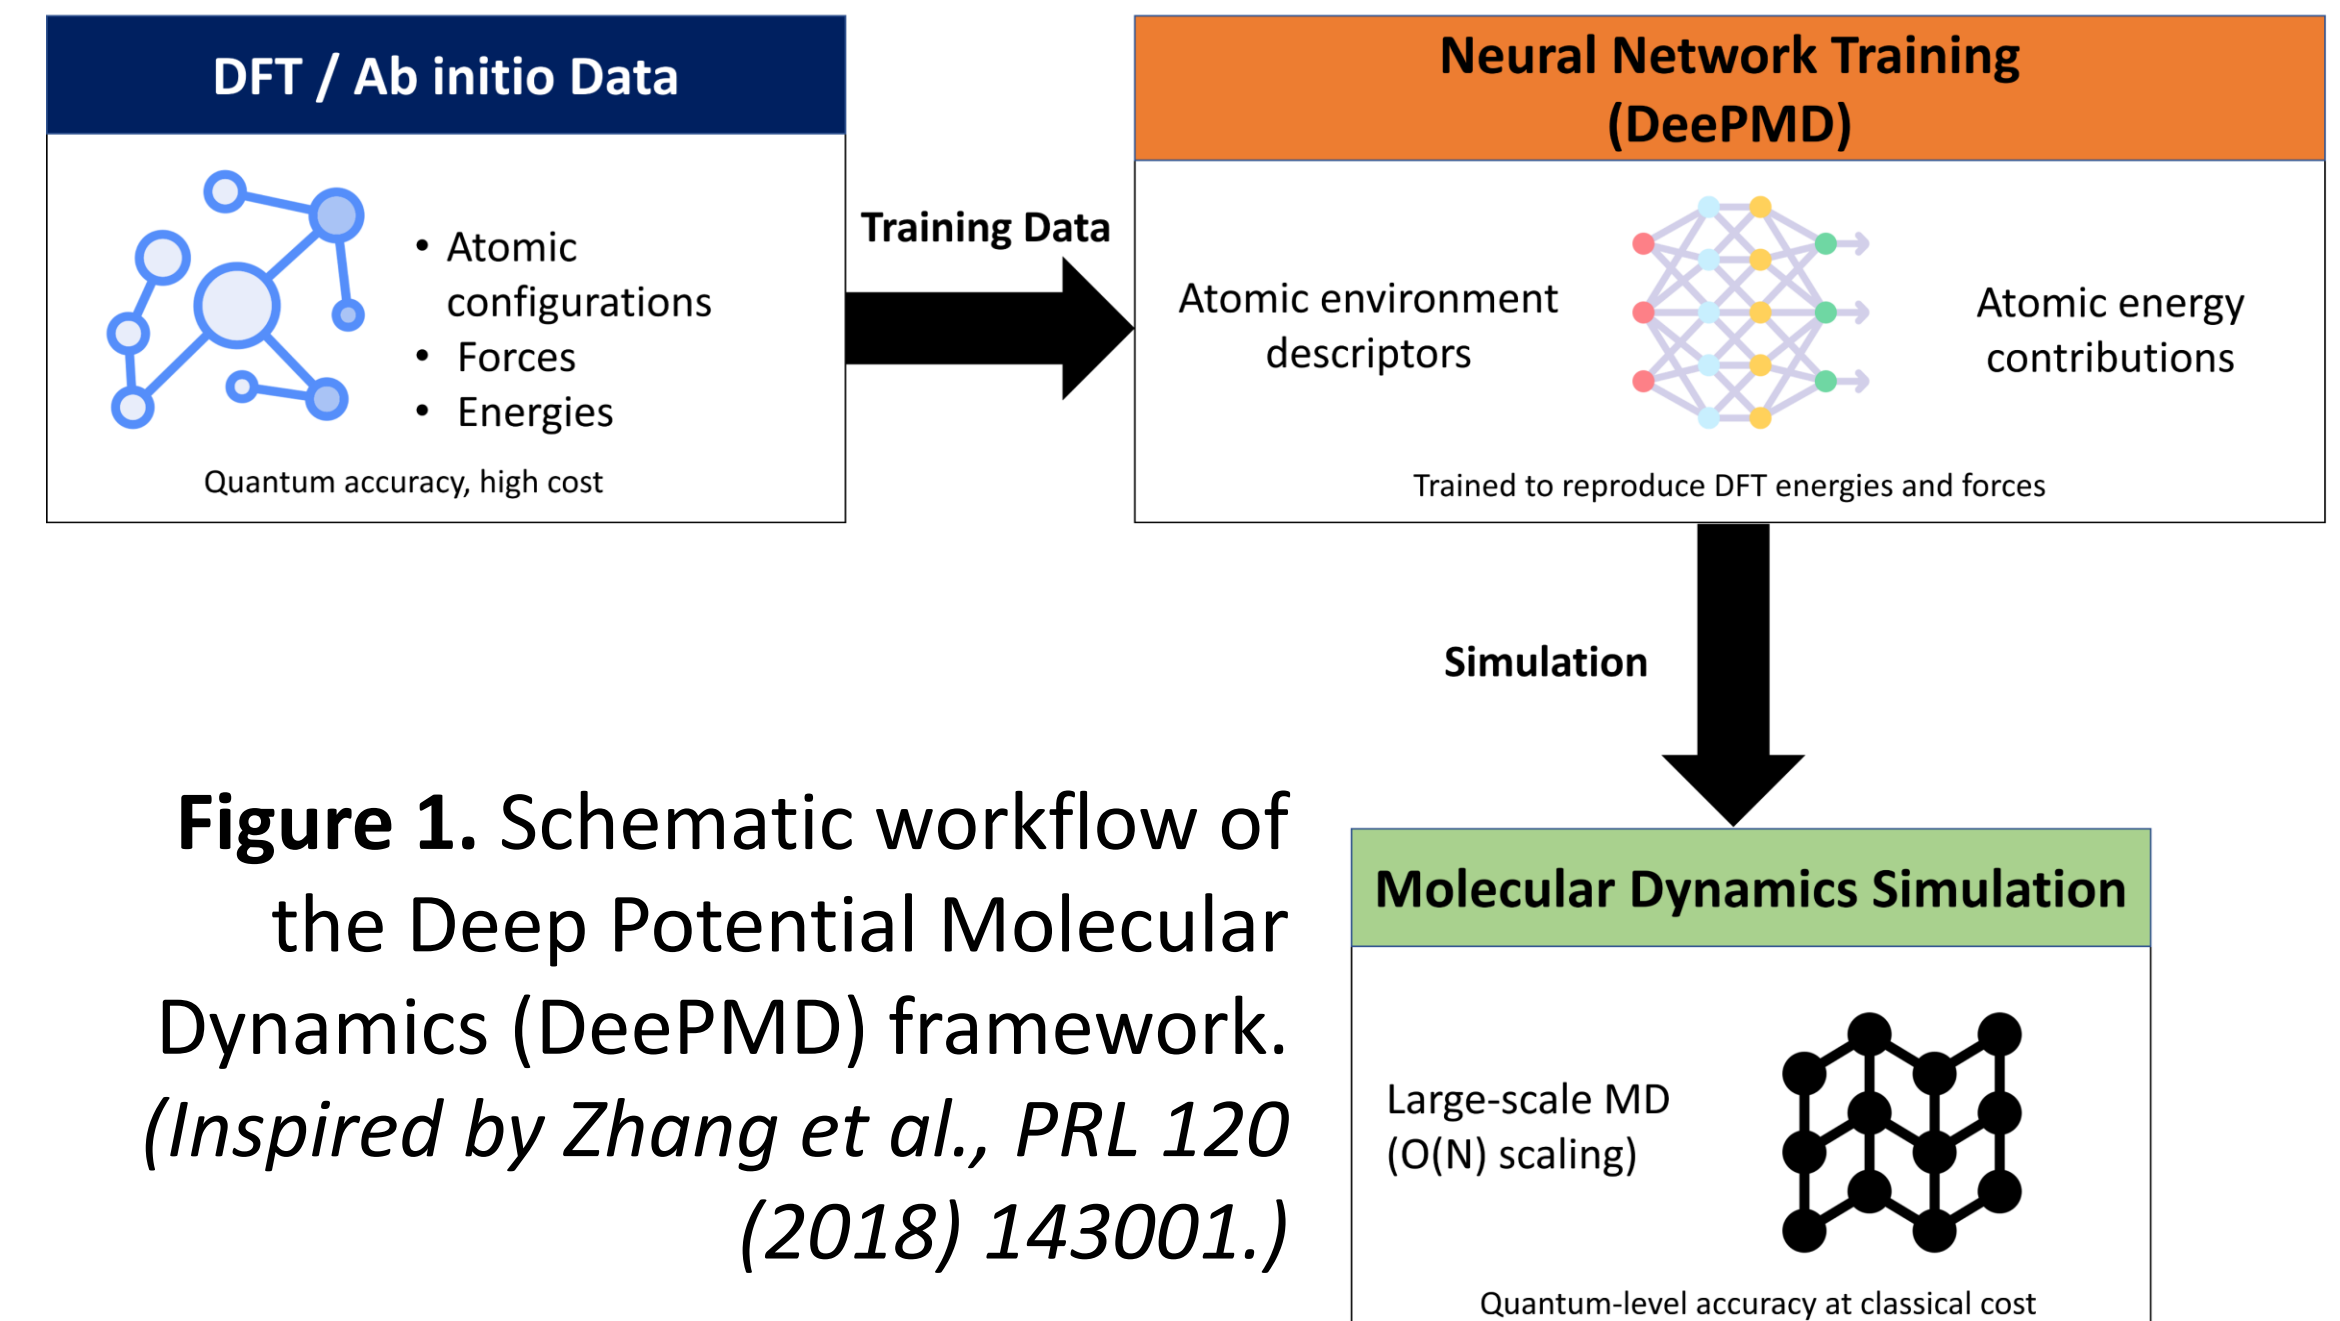 DFT / Ab initio Data
• Atomic
configurations
• Forces
• Energies
Quantum accuracy, high cost
Training Data
Neural Network Training
(DeePMD)
Atomic environment
descriptors
Atomic energy
contributions
Trained to reproduce DFT energies and forces
Simulation
Molecular Dynamics Simulation
Large-scale MD
(O(N) scaling)
Quantum-level accuracy at classical cost
Figure 1. Schematic workflow of
the Deep Potential Molecular
Dynamics (DeePMD) framework.
(Inspired by Zhang et al., PRL 120
(2018) 143001.)